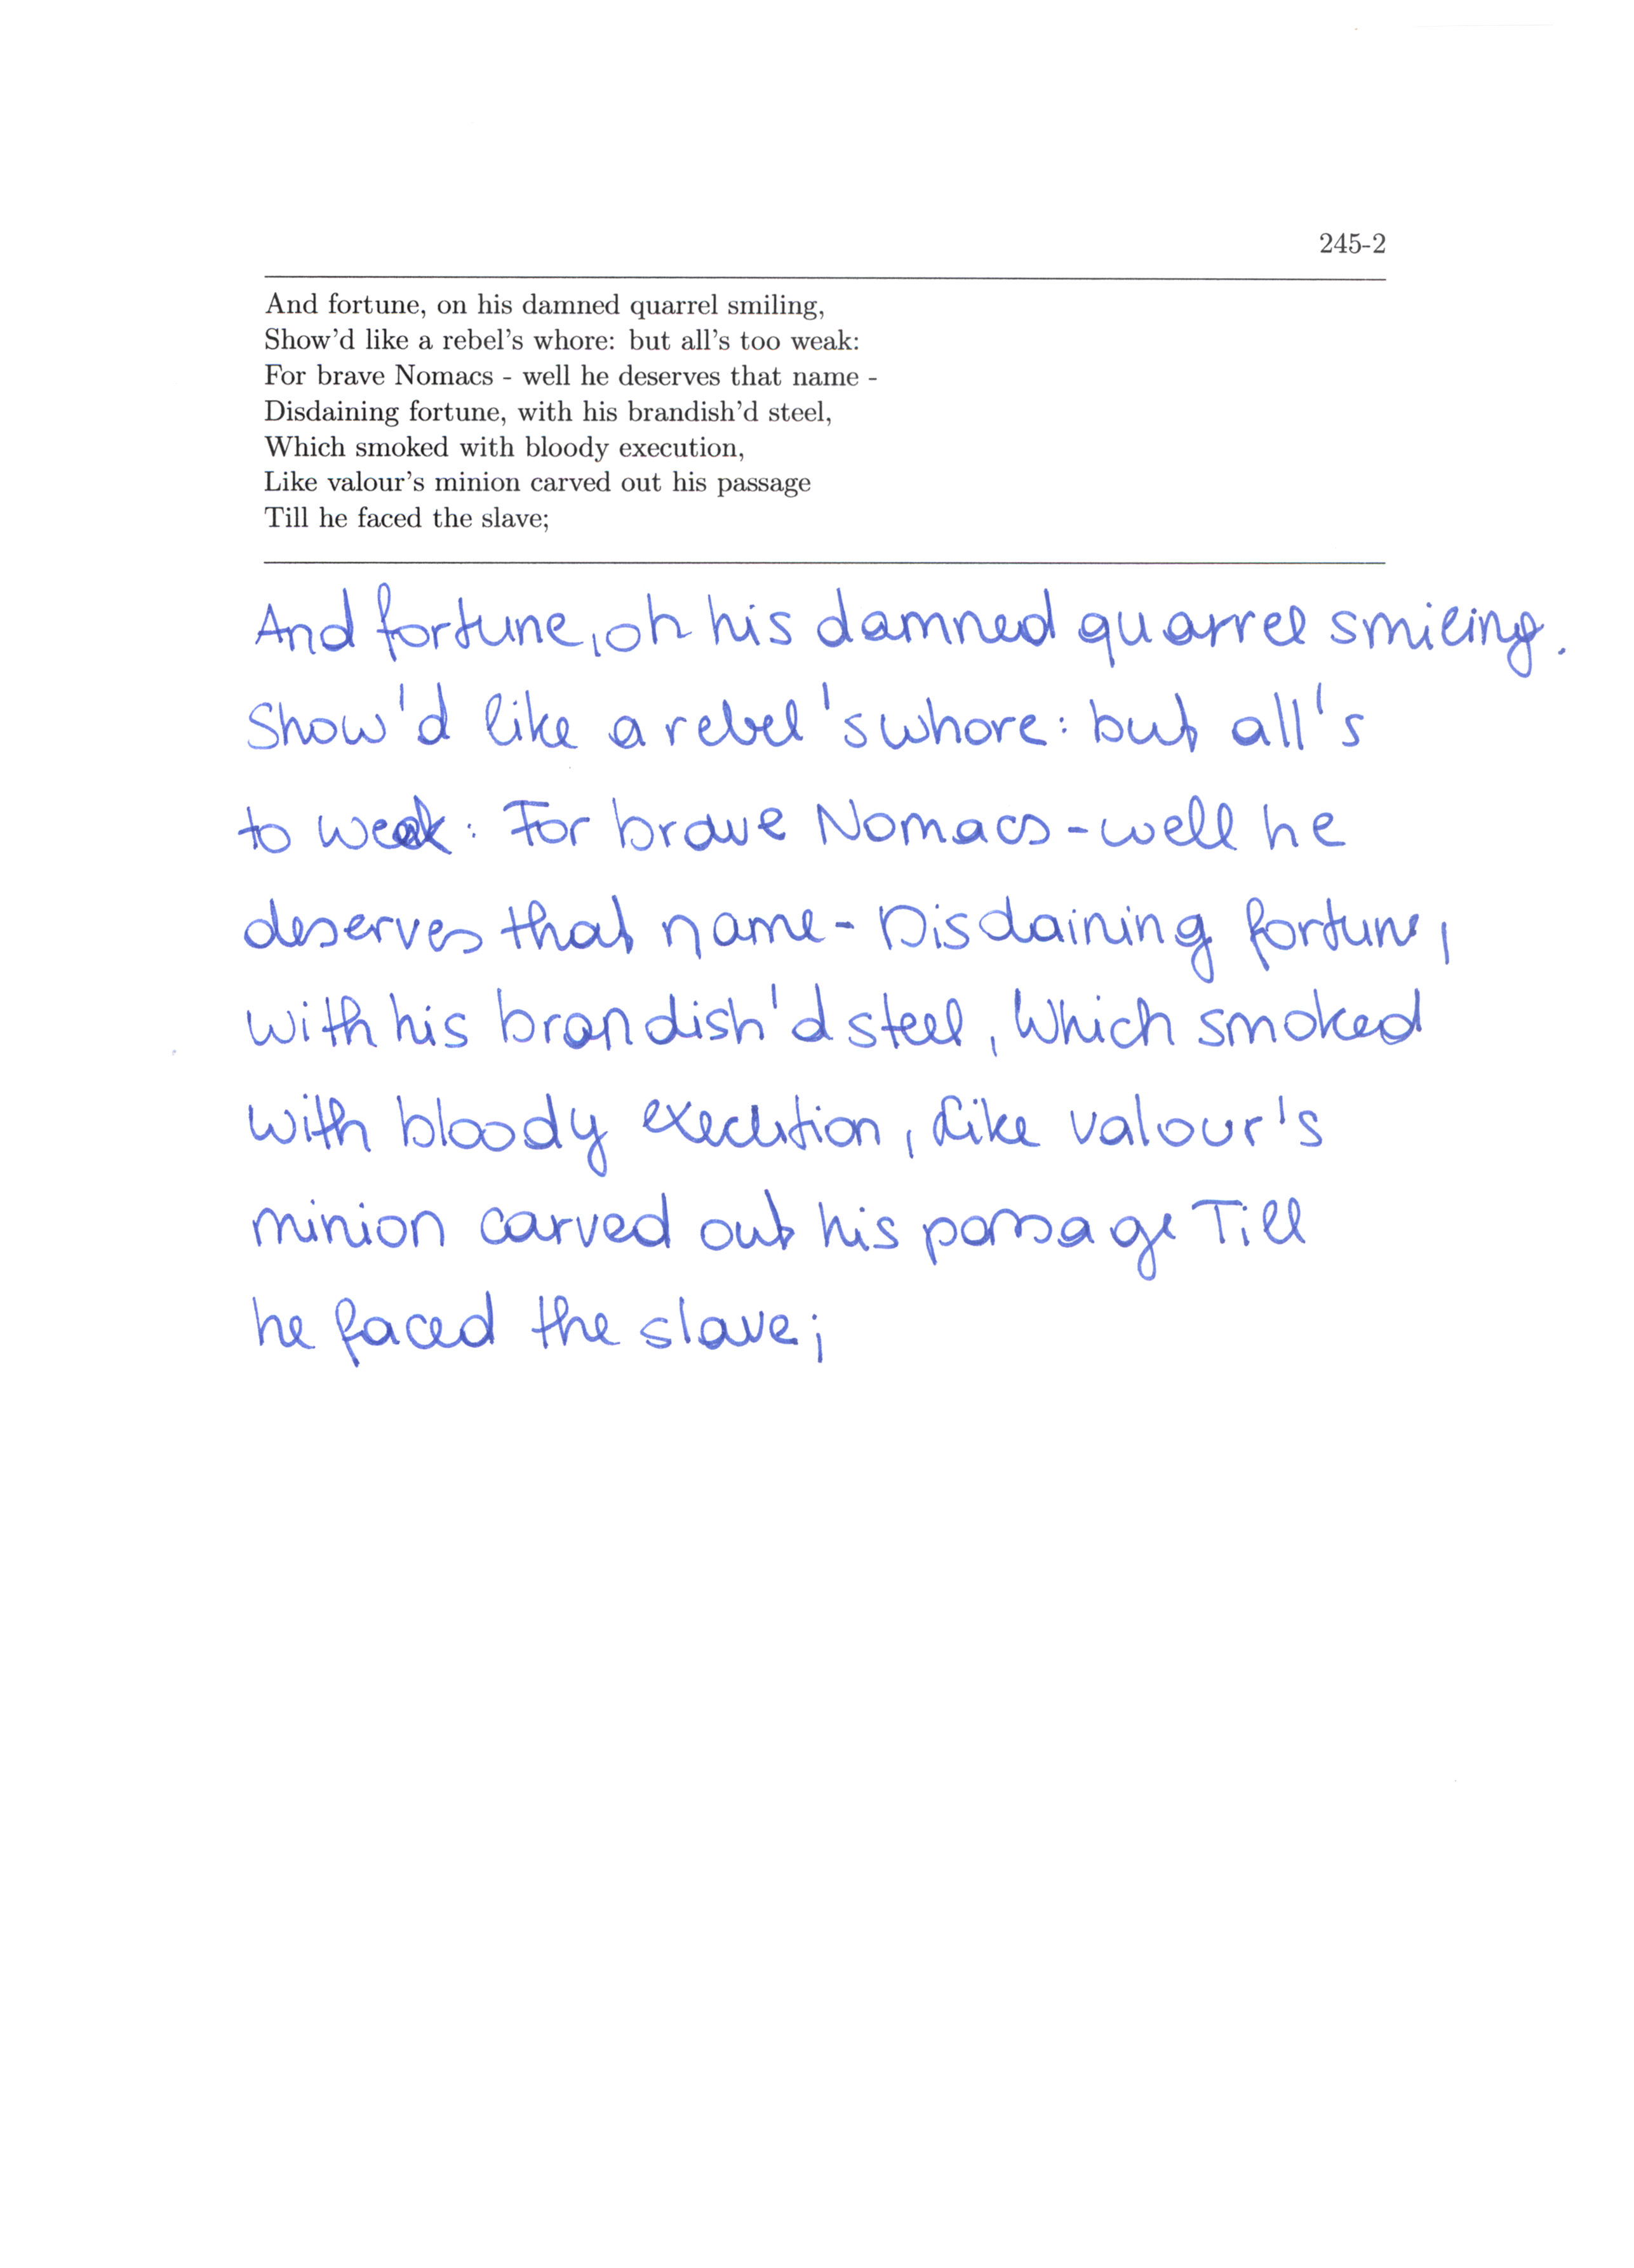 245-2
And fortune, on his damned quarrel smiling,
Show'd like a rebel's whore: but all's too weak:
For brave Nomacs - well he deserves that name -
Disdaining fortune, with his brandish'd steel,
Which smoked with bloody execution,
Like valour's minion carved out his passage
Till he faced the slave;
And fortune, oh his damned quarrel smiling.
Show'd like a rebel's whore: but all's
to weak: For brave Nomacs - well he
deserves that name - Disdaining fortune,
with his brandish'd steel, Which smoked
with bloody execution, Like valour's
minion carved out his passage Till
he faced the slave;